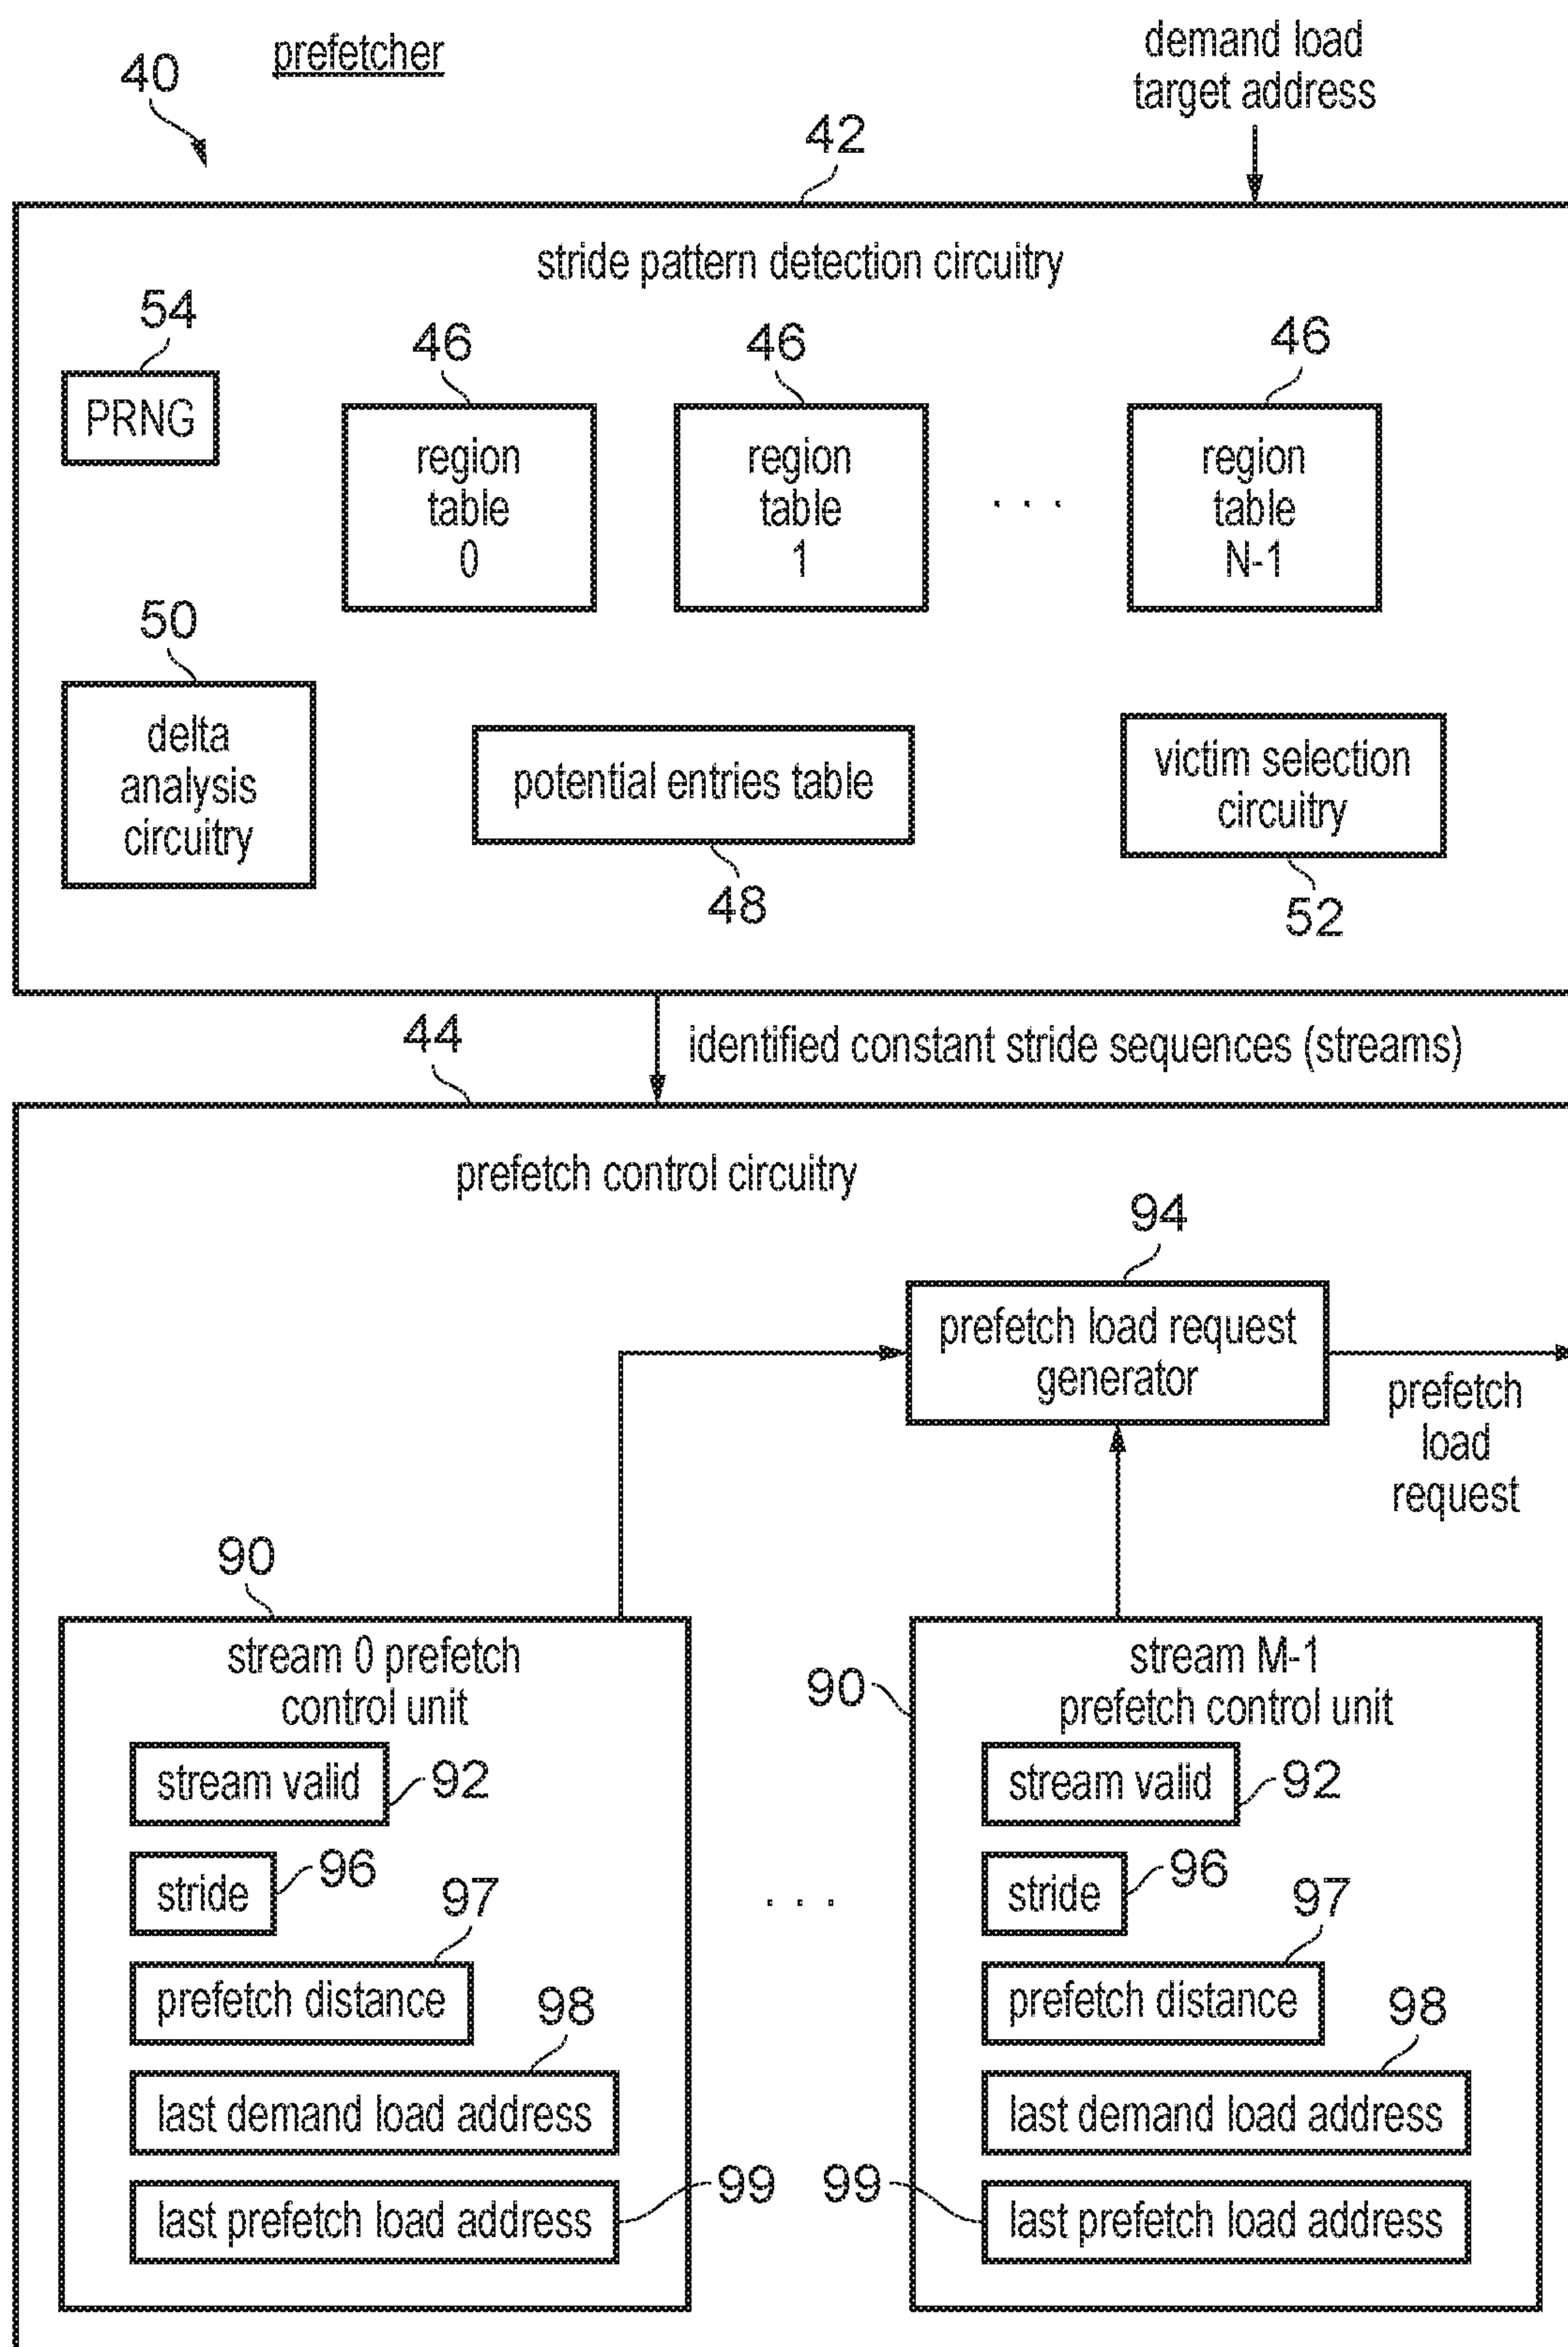 prefetcher
40
demand load
target address
42
stride pattern detection circuitry
54
PRNG
46
region
table
0
46
region
table
1
. . .
46
region
table
N-1
50
delta
analysis
circuitry
potential entries table
48
victim selection
circuitry
52
44
identified constant stride sequences (streams)
prefetch control circuitry
94
prefetch load request
generator
prefetch
load
request
90
stream 0 prefetch
control unit
stream valid
92
stride
96
97
prefetch distance
98
last demand load address
last prefetch load address
99
. . .
90
stream M-1
prefetch control unit
stream valid
92
stride
96
97
prefetch distance
98
last demand load address
99
last prefetch load address